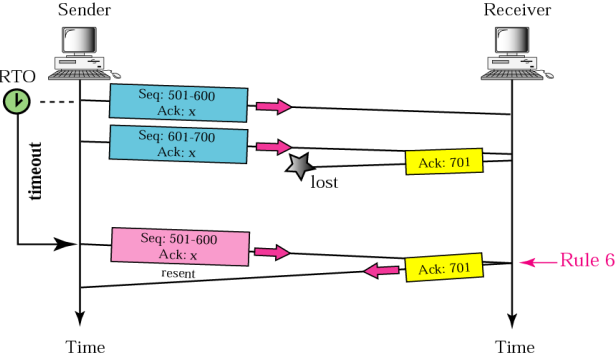 Sender
Receiver
RTO
Seq: 501-600
Ack: x
Seq: 601-700
Ack: x
timeout
lost
Ack: 701
Seq: 501-600
Ack: x
resent
Ack: 701
Rule 6
Time
Time